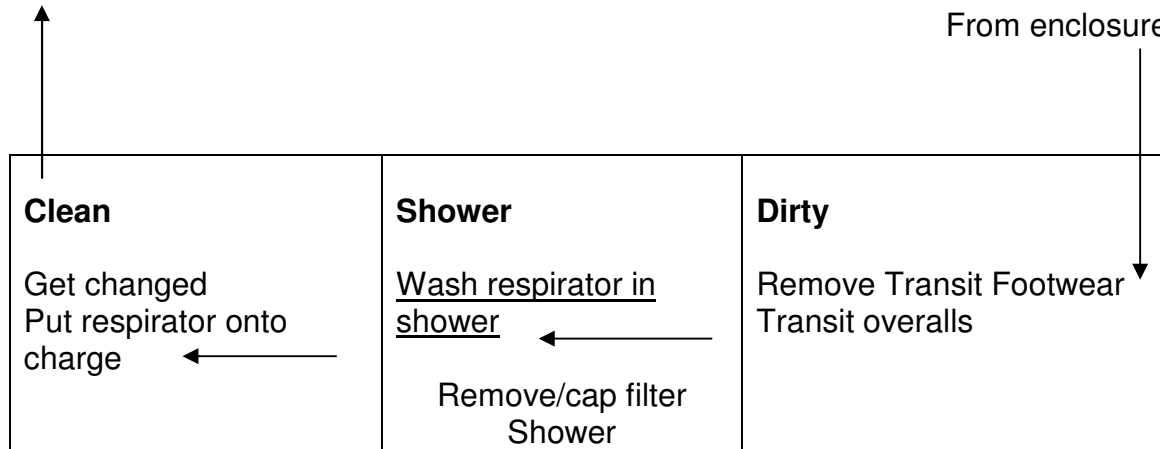 From enclosure
Clean
Get changed
Put respirator onto
charge
Shower
Wash respirator in
shower
Remove/cap filter
Shower
Dirty
Remove Transit Footwear
Transit overalls